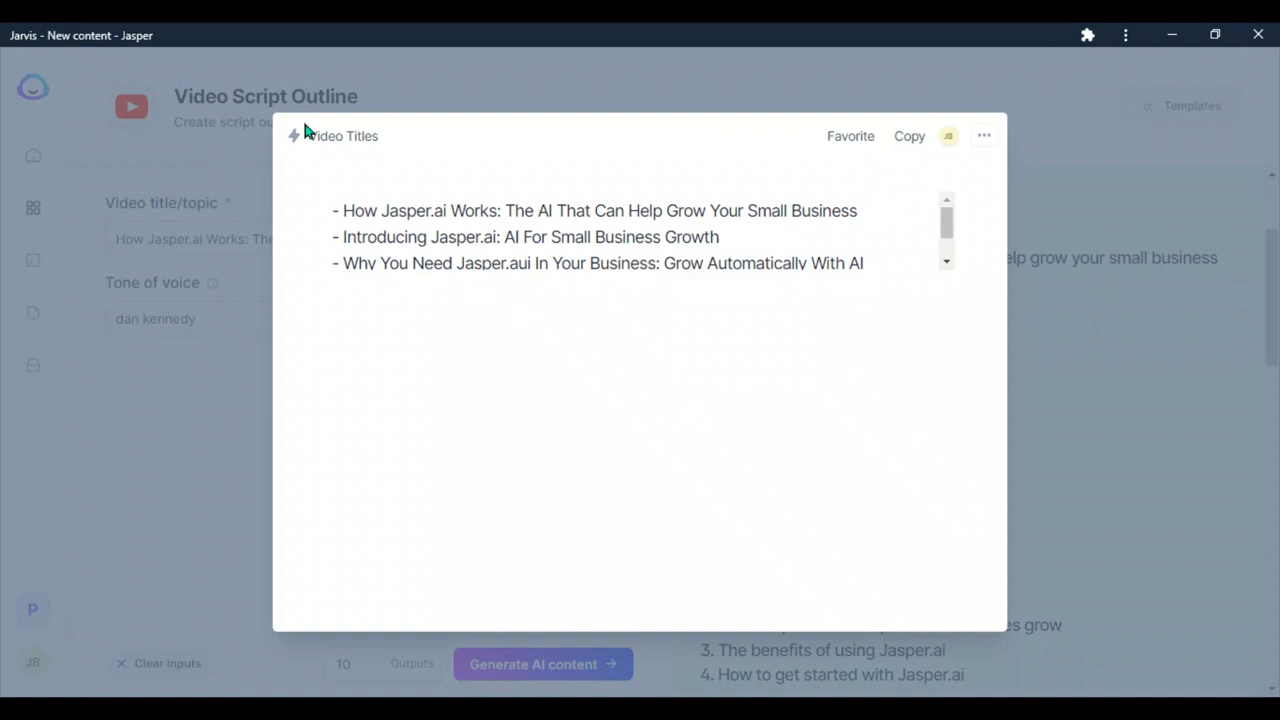 Jarvis - New content - Jasper
Video Script Outline
Create script
Templates
Video Titles
Favorite
Copy
JB
Video title/topic *
How Jasper.ai Works: The
- How Jasper.ai Works: The AI That Can Help Grow Your Small Business
- Introducing Jasper.ai: AI For Small Business Growth
- Why You Need Jasper.aui In Your Business: Grow Automatically With AI
help grow your small business
Tone of voice
dan kennedy
P
grow
3. The benefits of using Jasper.ai
4. How to get started with Jasper.ai
JB
Clear inputs
10
Outputs
Generate AI content